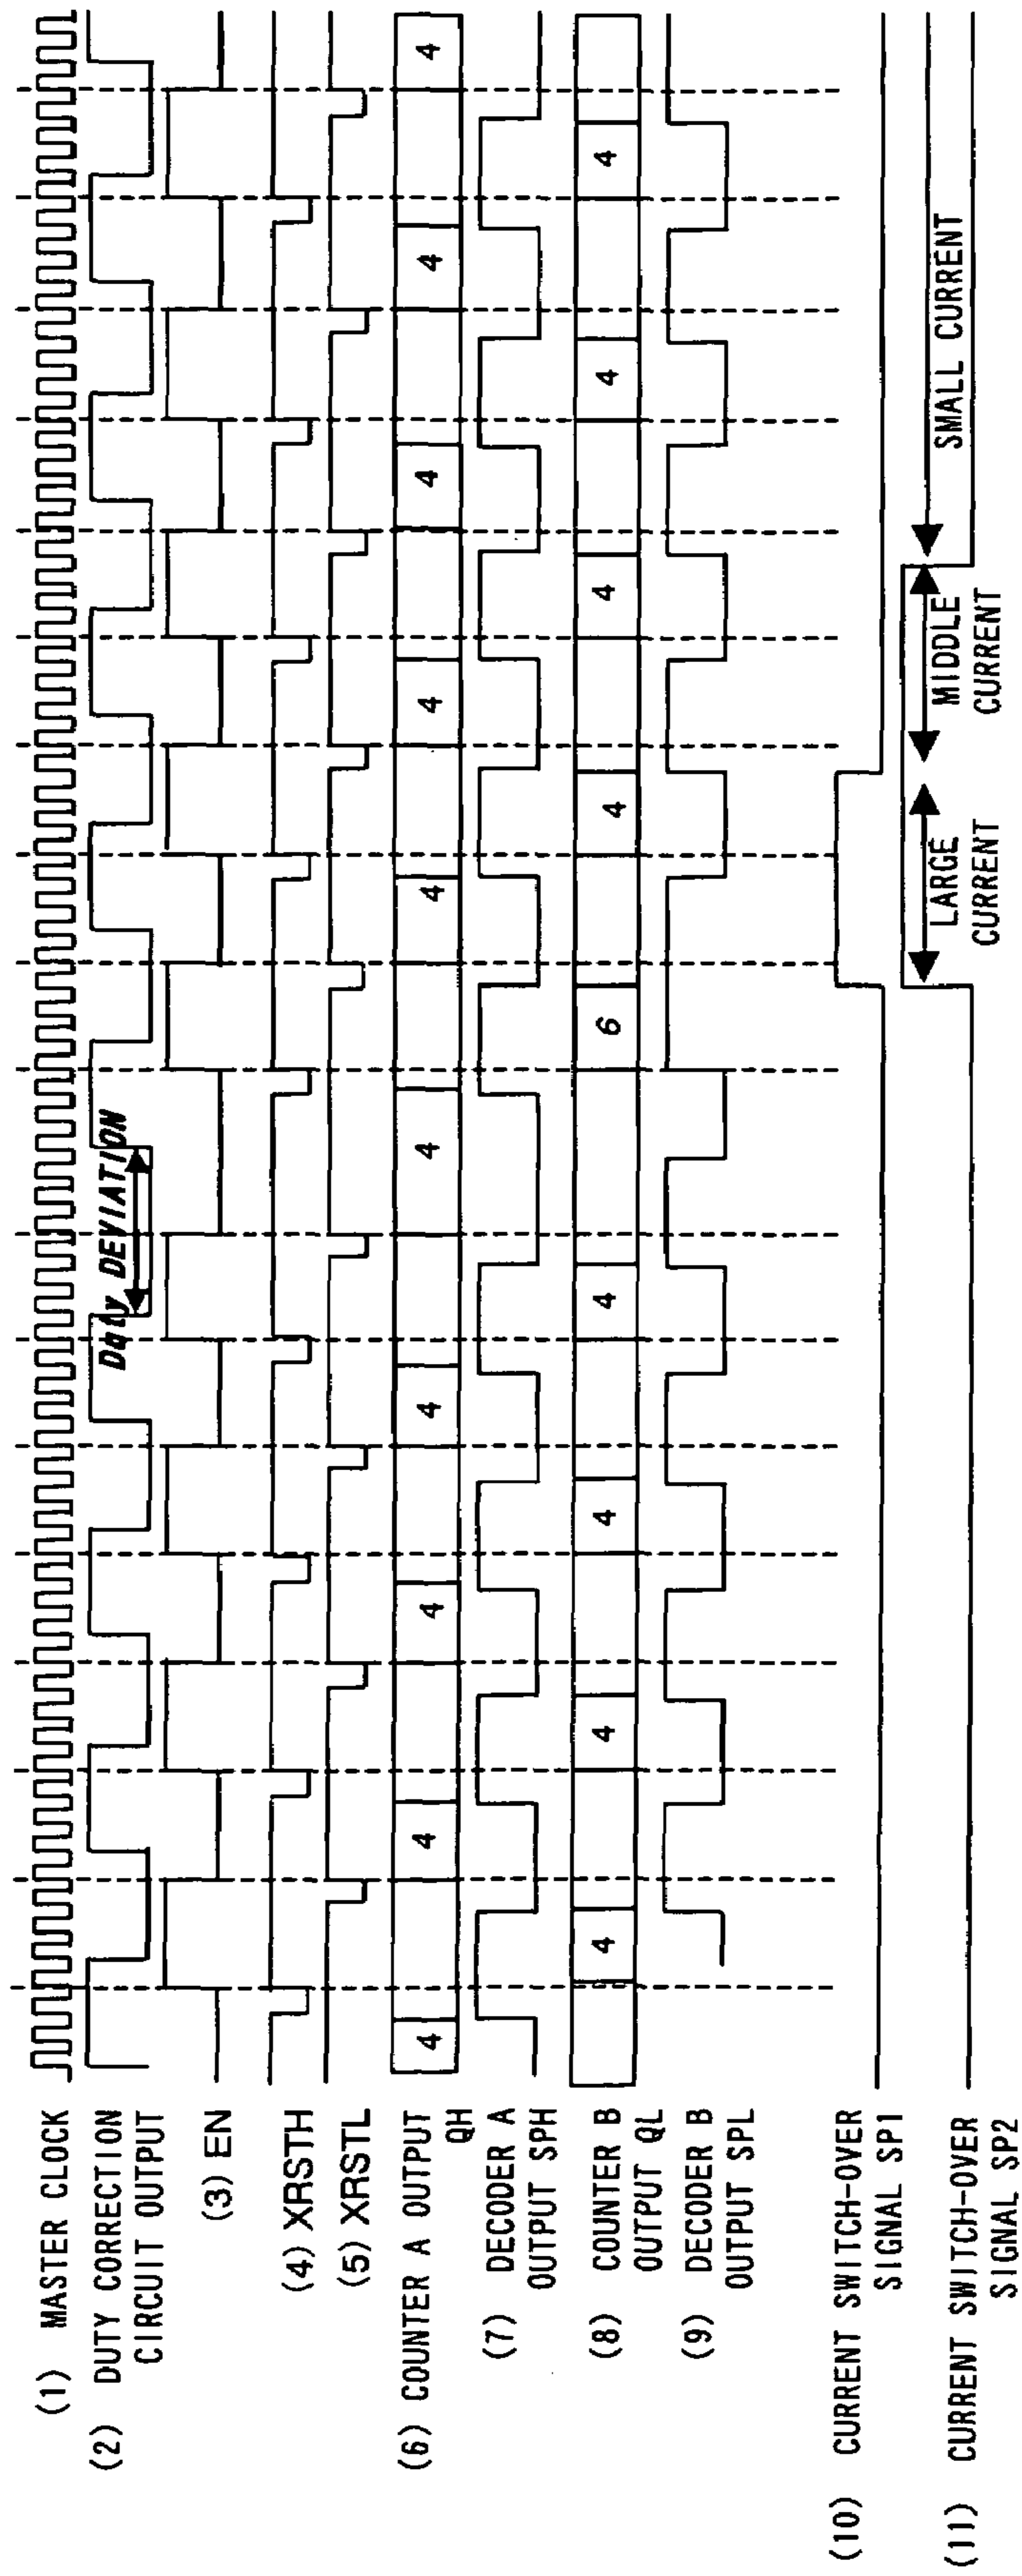 (1) MASTER CLOCK
(2) DUTY CORRECTION
CIRCUIT OUTPUT
Duty DEVIATION
(3) EN
(4) XRSTH
(5) XRSTL
(6) COUNTER A OUTPUT
QH
4 4 4 4 4 4 4 4 4 4
(7) DECODER A
OUTPUT SPH
(8) COUNTER B
OUTPUT QL
4 4 4 4 6 4 4 4 4
(9) DECODER B
OUTPUT SPL
(10) CURRENT SWITCH-OVER
SIGNAL SP1
(11) CURRENT SWITCH-OVER
SIGNAL SP2
LARGE
CURRENT
MIDDLE
CURRENT
SMALL CURRENT